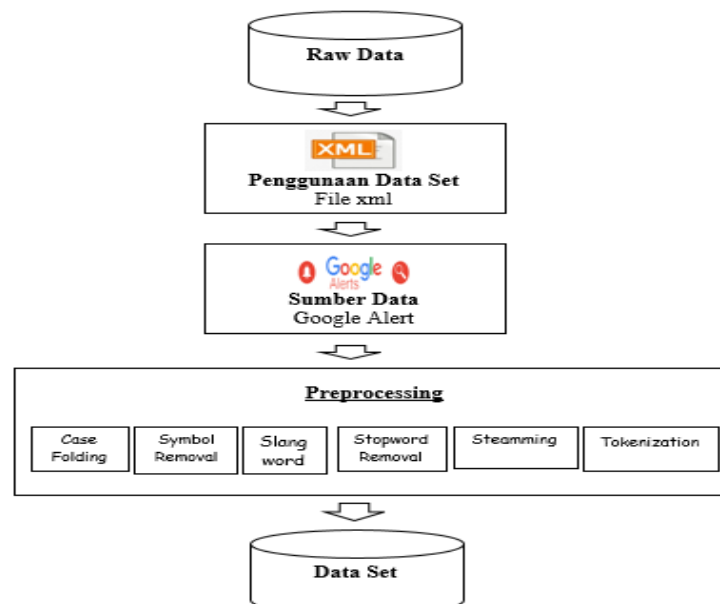 Raw Data
XML
Penggunaan Data Set
File xml
Google
Alerts
Sumber Data
Google Alert
Preprocessing
Case
Folding
Symbol
Removal
Slang
word
Stopword
Removal
Steamming
Tokenization
Data Set